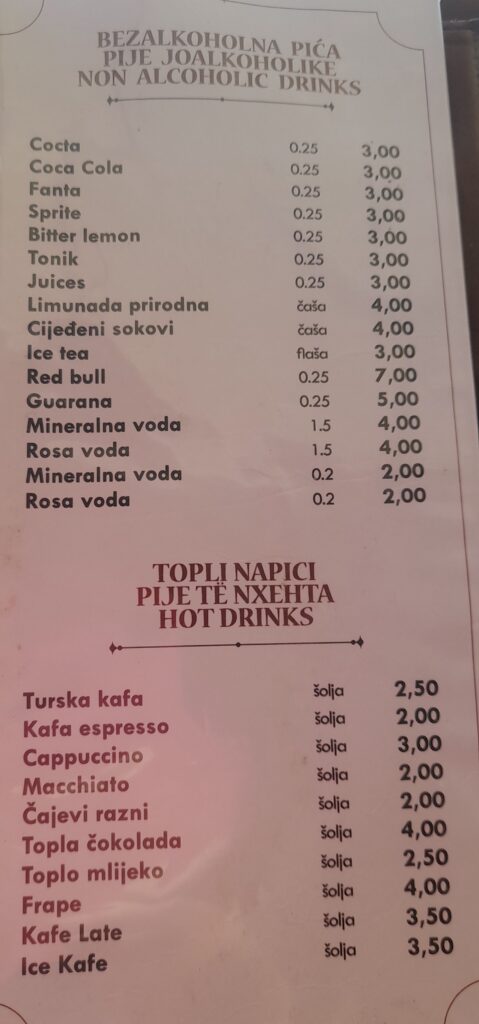 BEZALKOHOLNA PIĆA
PIJE JOALKOHOLIKE
NON ALCOHOLIC DRINKS
Cocta 0.25 3,00
Coca Cola 0.25 3,00
Fanta 0.25 3,00
Sprite 0.25 3,00
Bitter lemon 0.25 3,00
Tonik 0.25 3,00
Juices 0.25 3,00
Limunada prirodna čaša 4,00
Cijeđeni sokovi čaša 4,00
Ice tea flaša 3,00
Red bull 0.25 7,00
Guarana 0.25 5,00
Mineralna voda 1.5 4,00
Rosa voda 1.5 4,00
Mineralna voda 0.2 2,00
Rosa voda 0.2 2,00
TOPLI NAPICI
PIJE TË NXEHTA
HOT DRINKS
Turska kafa šolja 2,50
Kafa espresso šolja 2,00
Cappuccino šolja 3,00
Macchiato šolja 2,00
Čajevi razni šolja 2,00
Topla čokolada šolja 4,00
Toplo mlijeko šolja 2,50
Frape šolja 4,00
Kafe Late šolja 3,50
Ice Kafe šolja 3,50